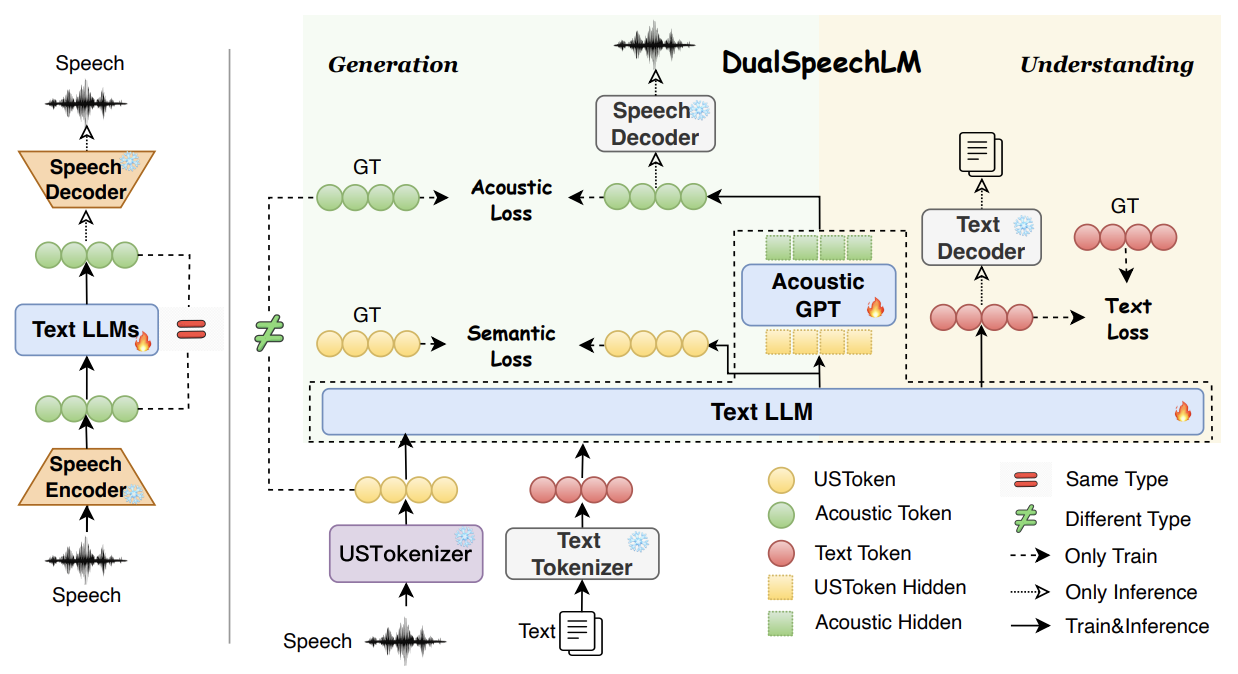 Speech
Speech
Decoder
Text LLMs
Speech
Encoder
Speech
Generation
DualSpeechLM
Understanding
Speech
Decoder
GT
Acoustic
Loss
Text
Decoder
GT
Acoustic
GPT
GT
Semantic
Loss
Text
Loss
Text LLM
USTokenizer
Text
Tokenizer
Speech
Text
USToken
Acoustic Token
Text Token
USToken Hidden
Acoustic Hidden
Same Type
Different Type
Only Train
Only Inference
Train&Inference